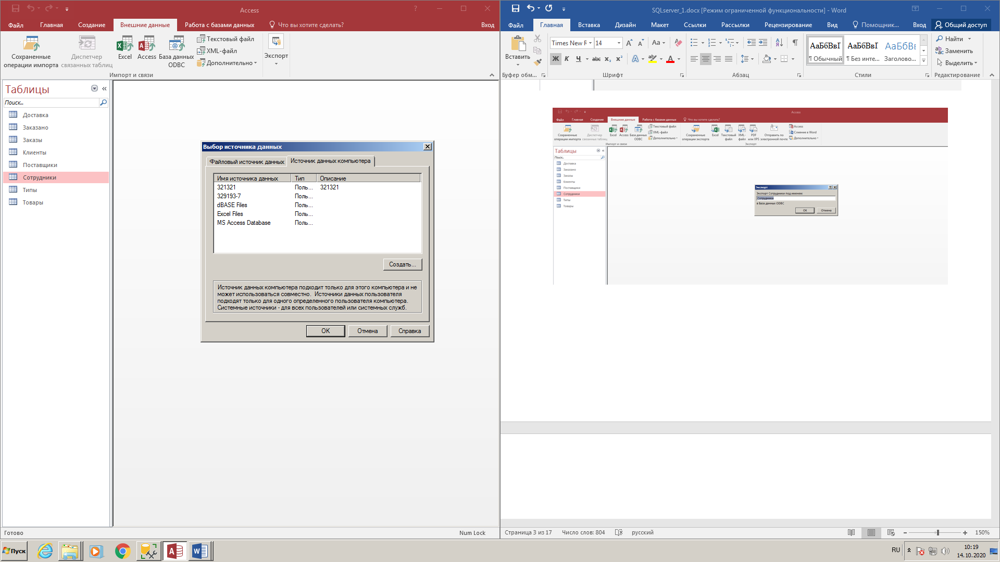 Access
Файл Главная Создание Внешние данные Работа с базами данных Что вы хотите сделать? Вход
Сохраненные операции импорта
Диспетчер связанных таблиц
Excel
Access
База данных ODBC
Текстовый файл
XML-файл
Дополнительно
Экспорт
Импорт и связи
Таблицы
Поиск...
Доставка
Заказано
Заказы
Клиенты
Поставщики
Сотрудники
Типы
Товары
Выбор источника данных
Файловый источник данных Источник данных компьютера
Имя источника данных Тип Описание
321321 Поль... 321321
329193-7 Поль...
dBASE Files Поль...
Excel Files Поль...
MS Access Database Поль...
Создать...
Источник данных компьютера подходит только для этого компьютера и не
может использоваться совместно. Источники данных пользователя
подходят только для одного определенного пользователя компьютера.
Системные источники - для всех пользователей или системных служб.
OK Отмена Справка
Готово Num Lock
SQLserver_1.docx [Режим ограниченной функциональности] - Word
Файл Главная Вставка Дизайн Макет Ссылки Рассылки Рецензирование Вид Помощник... Вход Общий доступ
Вставить
Times New R 14 Aa
Ж К Ч abc x₂ x² A ab A
АаБбВвГ АаБбВвГ АаБбВв
¶ Обычный ¶ Без инте... Заголово...
Найти
Заменить
Выделить
Буфер обм... Шрифт Абзац Стили Редактирование
Access
Файл Главная Создание Внешние данные Работа с базами данных Что вы хотите сделать?
Сохраненные операции импорта
Диспетчер связанных таблиц
Excel
Access
База данных ODBC
Текстовый файл
XML-файл
Дополнительно
Сохраненные операции экспорта
Excel
Текстовый файл
XML-файл
PDF или XPS
Отправить по электронной почте
Access
Слияние в Word
Дополнительно
Импорт и связи Экспорт
Таблицы
Поиск...
Доставка
Заказано
Заказы
Клиенты
Поставщики
Сотрудники
Типы
Товары
Экспорт
Экспорт Сотрудники под именем:
Сотрудники
в База данных ODBC
OK Отмена
Страница 3 из 17 Число слов: 804 русский 150%
Пуск
RU
10:19
14.10.2020